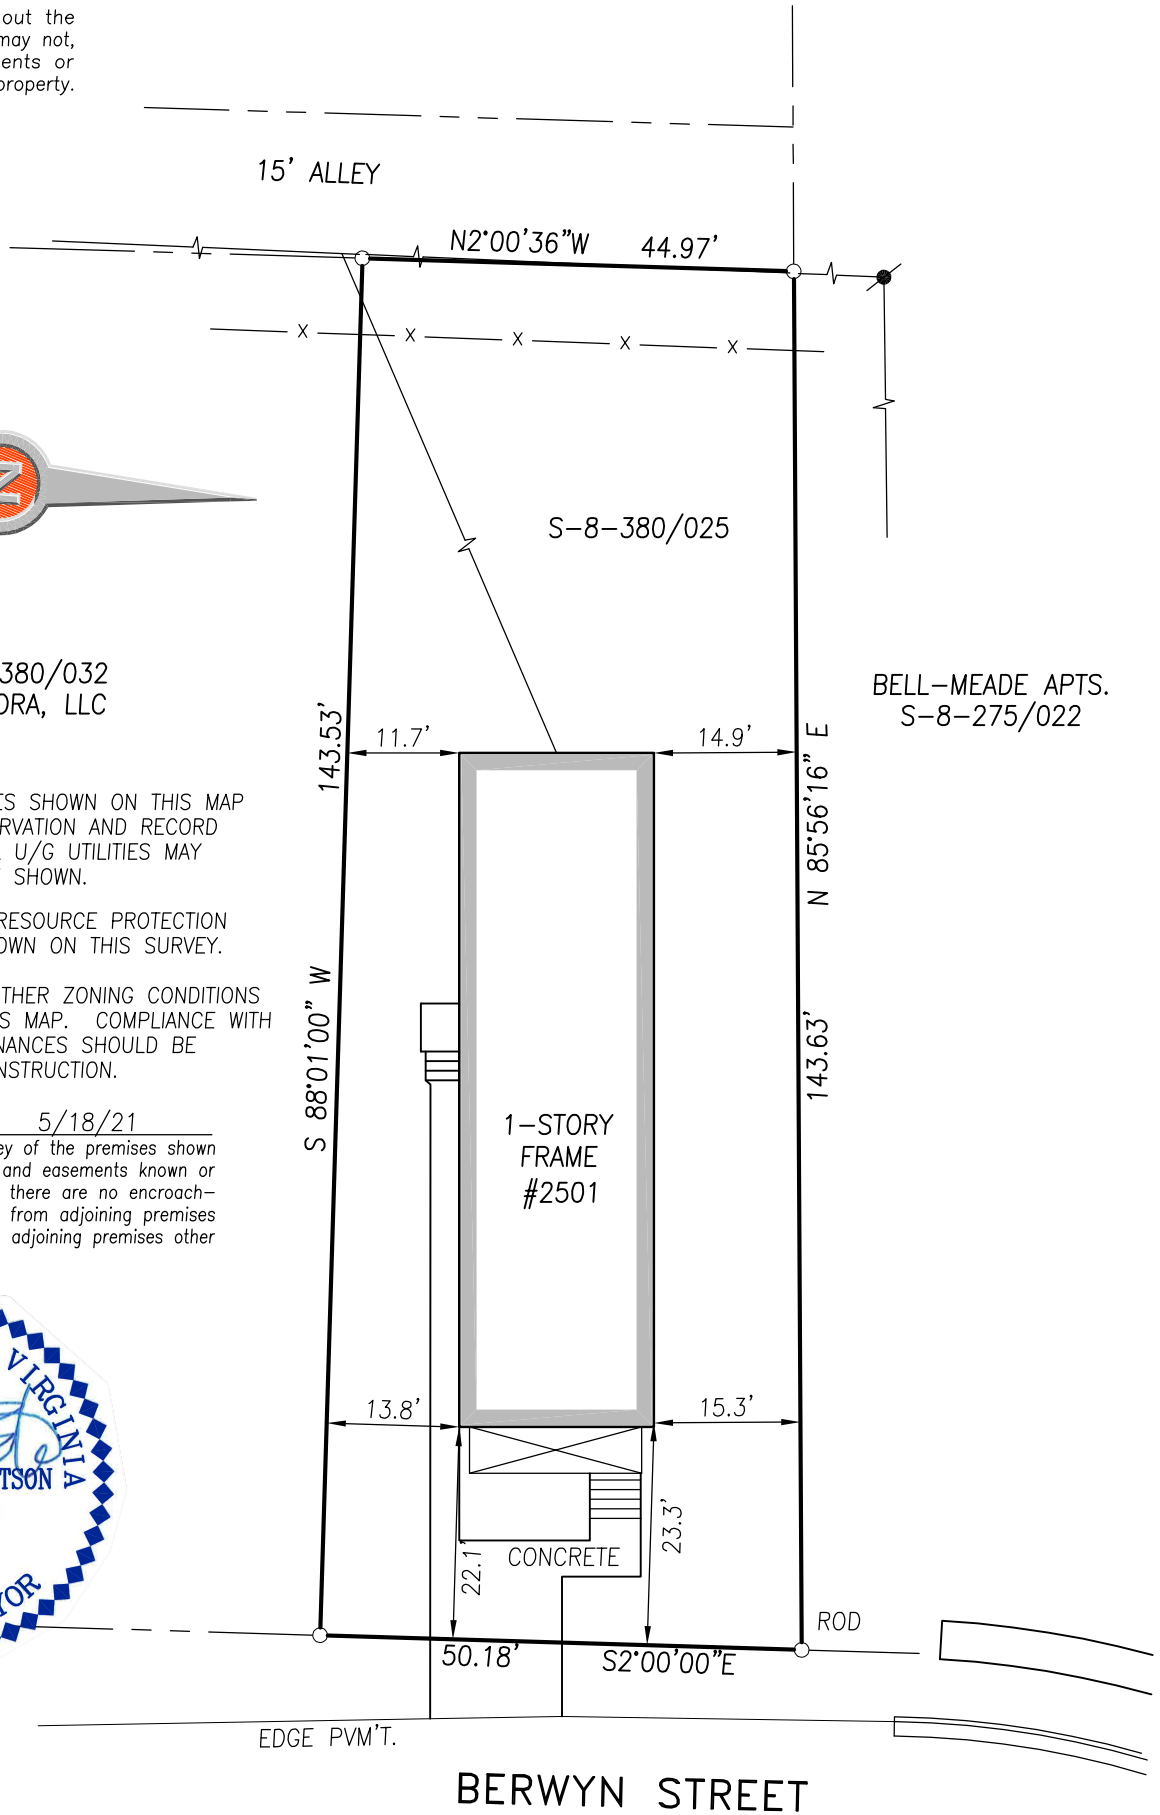 out the
may not,
ents or
property.
15' ALLEY
N2°00'36"W 44.97'
X X X X X
N
S-8-380/025
380/032
ORA, LLC
BELL-MEADE APTS.
S-8-275/022
143.53'
11.7'
14.9'
N 85°56'16" E
ES SHOWN ON THIS MAP
RVATION AND RECORD
U/G UTILITIES MAY
SHOWN.
RESOURCE PROTECTION
OWN ON THIS SURVEY.
S 88°01'00" W
143.63'
THER ZONING CONDITIONS
S MAP. COMPLIANCE WITH
NANCES SHOULD BE
NSTRUCTION.
5/18/21
ey of the premises shown
and easements known or
there are no encroach-
from adjoining premises
adjoining premises other
1-STORY
FRAME
#2501
VIRGINIA
TSON
YOR
13.8'
15.3'
22.1'
23.3'
CONCRETE
ROD
50.18' S2°00'00"E
EDGE PVM'T.
BERWYN STREET